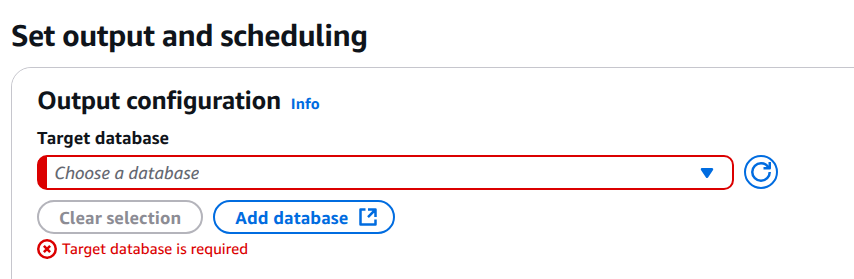 Set output and scheduling
Output configuration Info
Target database
Choose a database
Clear selection Add database
Target database is required